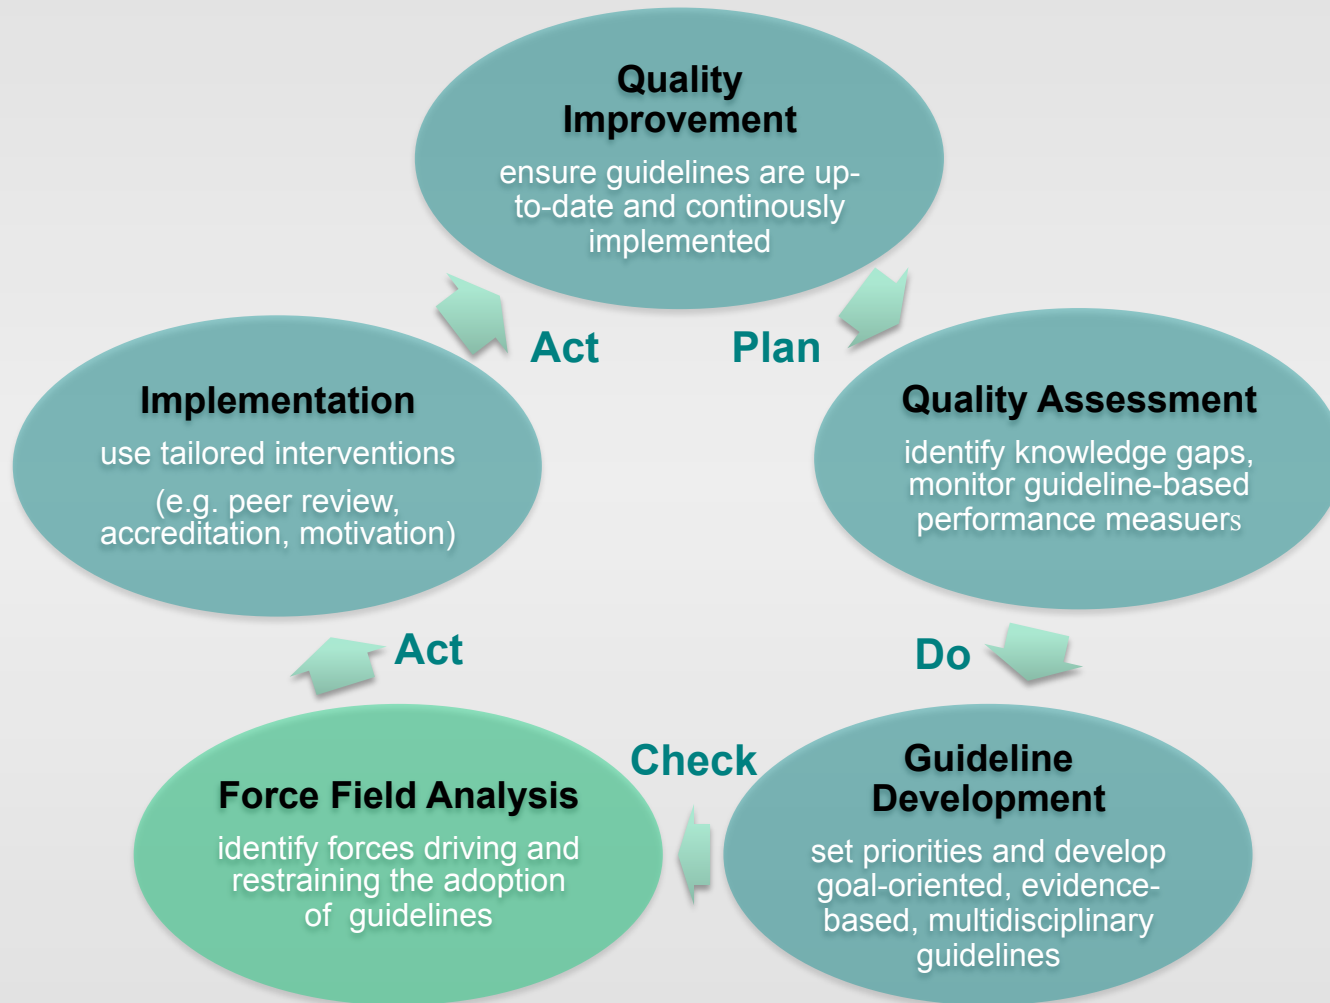 Quality
Improvement
ensure guidelines are up-
to-date and continously
implemented
Act
Plan
Implementation
use tailored interventions
(e.g. peer review,
accreditation, motivation)
Quality Assessment
identify knowledge gaps,
monitor guideline-based
performance measuers
Act
Do
Check
Force Field Analysis
identify forces driving and
restraining the adoption
of guidelines
Guideline
Development
set priorities and develop
goal-oriented, evidence-
based, multidisciplinary
guidelines